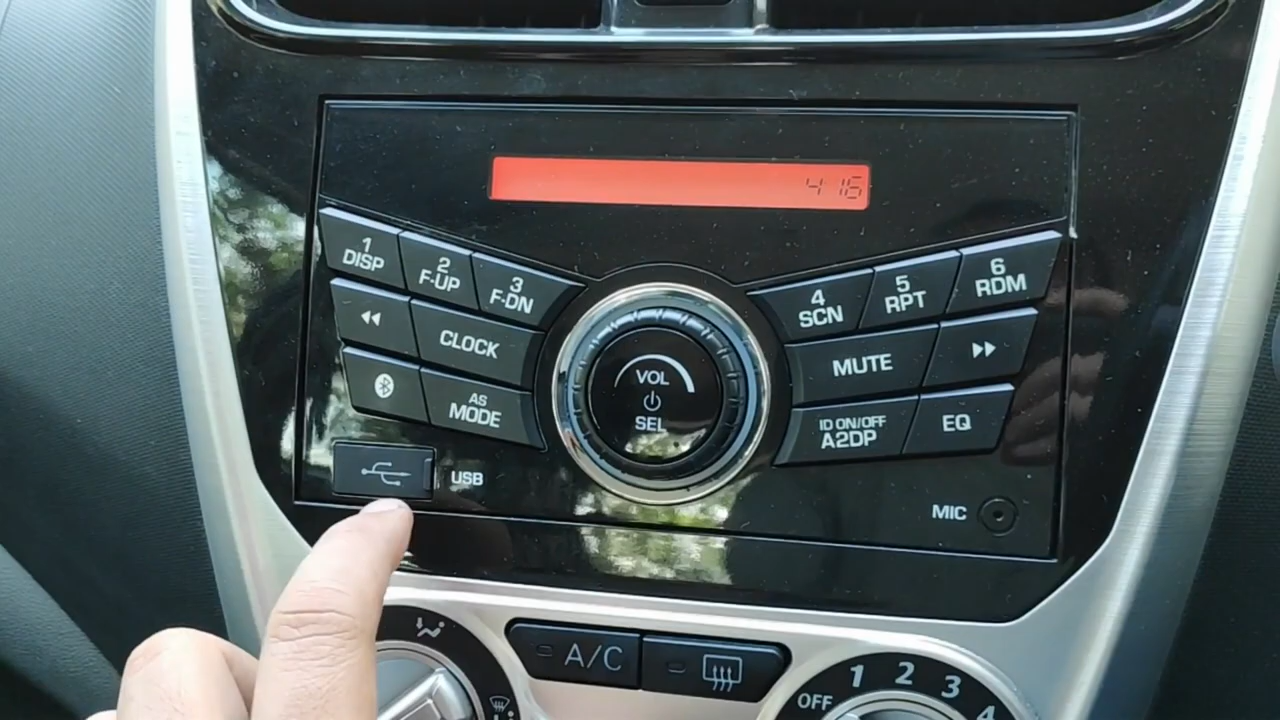 4 16
1
DISP
2
F-UP
3
F-DN
4
SCN
5
RPT
6
RDM
CLOCK
MUTE
AS
MODE
VOL
SEL
ID ON/OFF
A2DP
EQ
USB
MIC
A/C
OFF 1 2 3 4